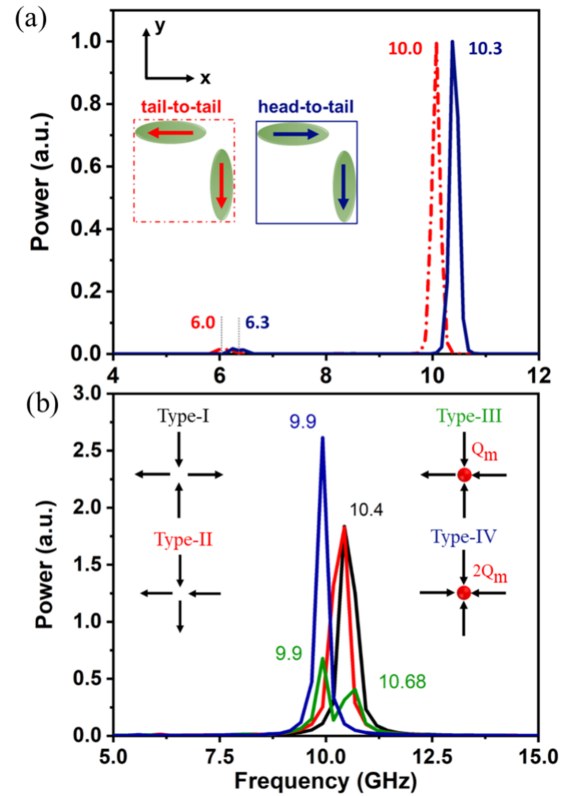 (a)
y
x
tail-to-tail
head-to-tail
10.0
10.3
6.0
6.3
Power (a.u.)
1.0
0.8
0.6
0.4
0.2
0.0
4
6
8
10
12
(b)
Type-I
Type-II
Type-III
Qm
Type-IV
2Qm
9.9
10.4
9.9
10.68
Power (a.u.)
3.0
2.5
2.0
1.5
1.0
0.5
0.0
5.0
7.5
10.0
12.5
15.0
Frequency (GHz)